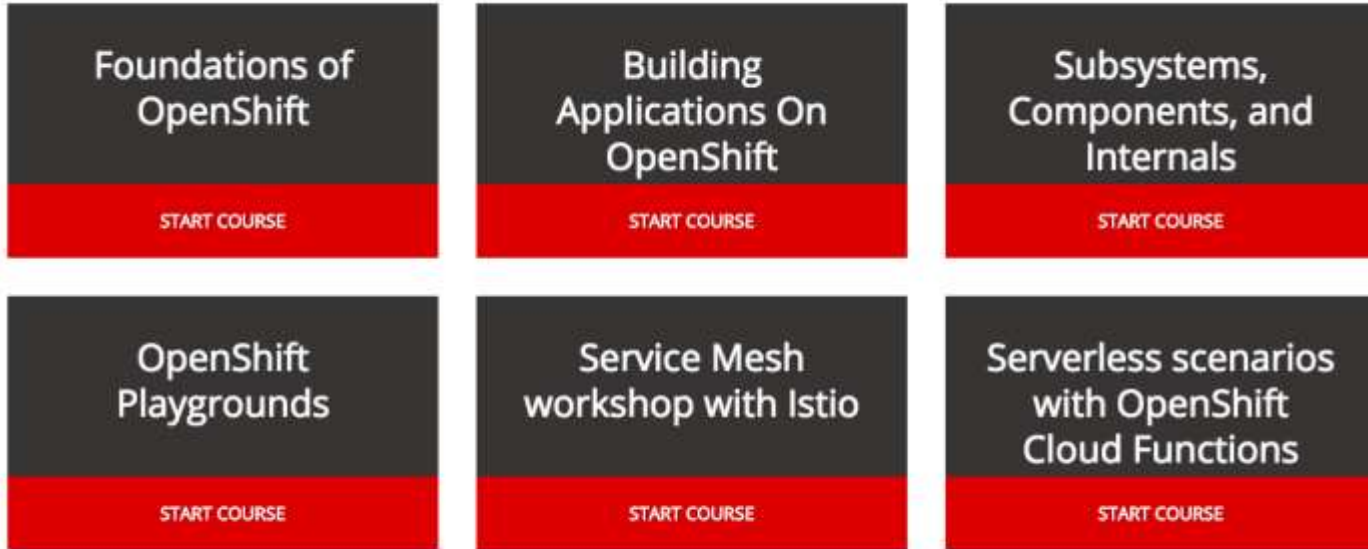 Foundations of
OpenShift
START COURSE
Building
Applications On
OpenShift
START COURSE
Subsystems,
Components, and
Internals
START COURSE
OpenShift
Playgrounds
START COURSE
Service Mesh
workshop with Istio
START COURSE
Serverless scenarios
with OpenShift
Cloud Functions
START COURSE